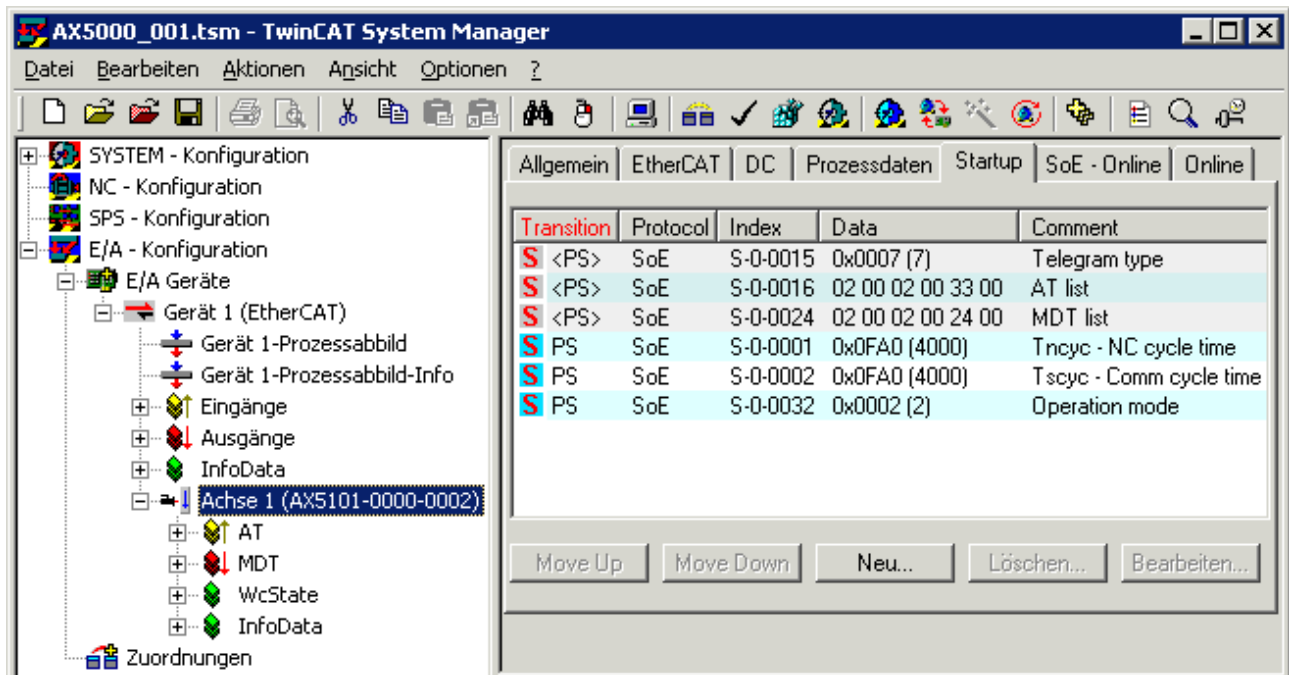 AX5000_001.tsm - TwinCAT System Manager
Datei Bearbeiten Aktionen Ansicht Optionen ?
SYSTEM - Konfiguration
NC - Konfiguration
SPS - Konfiguration
E/A - Konfiguration
E/A Geräte
Gerät 1 (EtherCAT)
Gerät 1-Prozessabbild
Gerät 1-Prozessabbild-Info
Eingänge
Ausgänge
InfoData
Achse 1 (AX5101-0000-0002)
AT
MDT
WcState
InfoData
Zuordnungen
Allgemein EtherCAT DC Prozessdaten Startup SoE - Online Online
Transition Protocol Index Data Comment
S <PS> SoE S-0-0015 0x0007 (7) Telegram type
S <PS> SoE S-0-0016 02 00 02 00 33 00 AT list
S <PS> SoE S-0-0024 02 00 02 00 24 00 MDT list
S PS SoE S-0-0001 0x0FA0 (4000) Tncyc - NC cycle time
S PS SoE S-0-0002 0x0FA0 (4000) Tscyc - Comm cycle time
S PS SoE S-0-0032 0x0002 (2) Operation mode
Move Up Move Down Neu... Löschen... Bearbeiten...